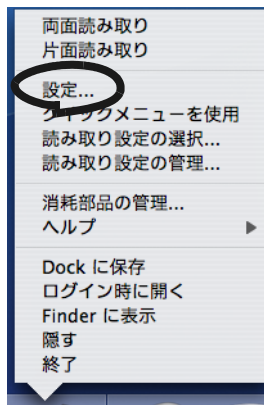 両面読み取り
片面読み取り
設定...
クイックメニューを使用
読み取り設定の選択...
読み取り設定の管理...
消耗部品の管理...
ヘルプ
Dock に保存
ログイン時に開く
Finder に表示
隠す
終了